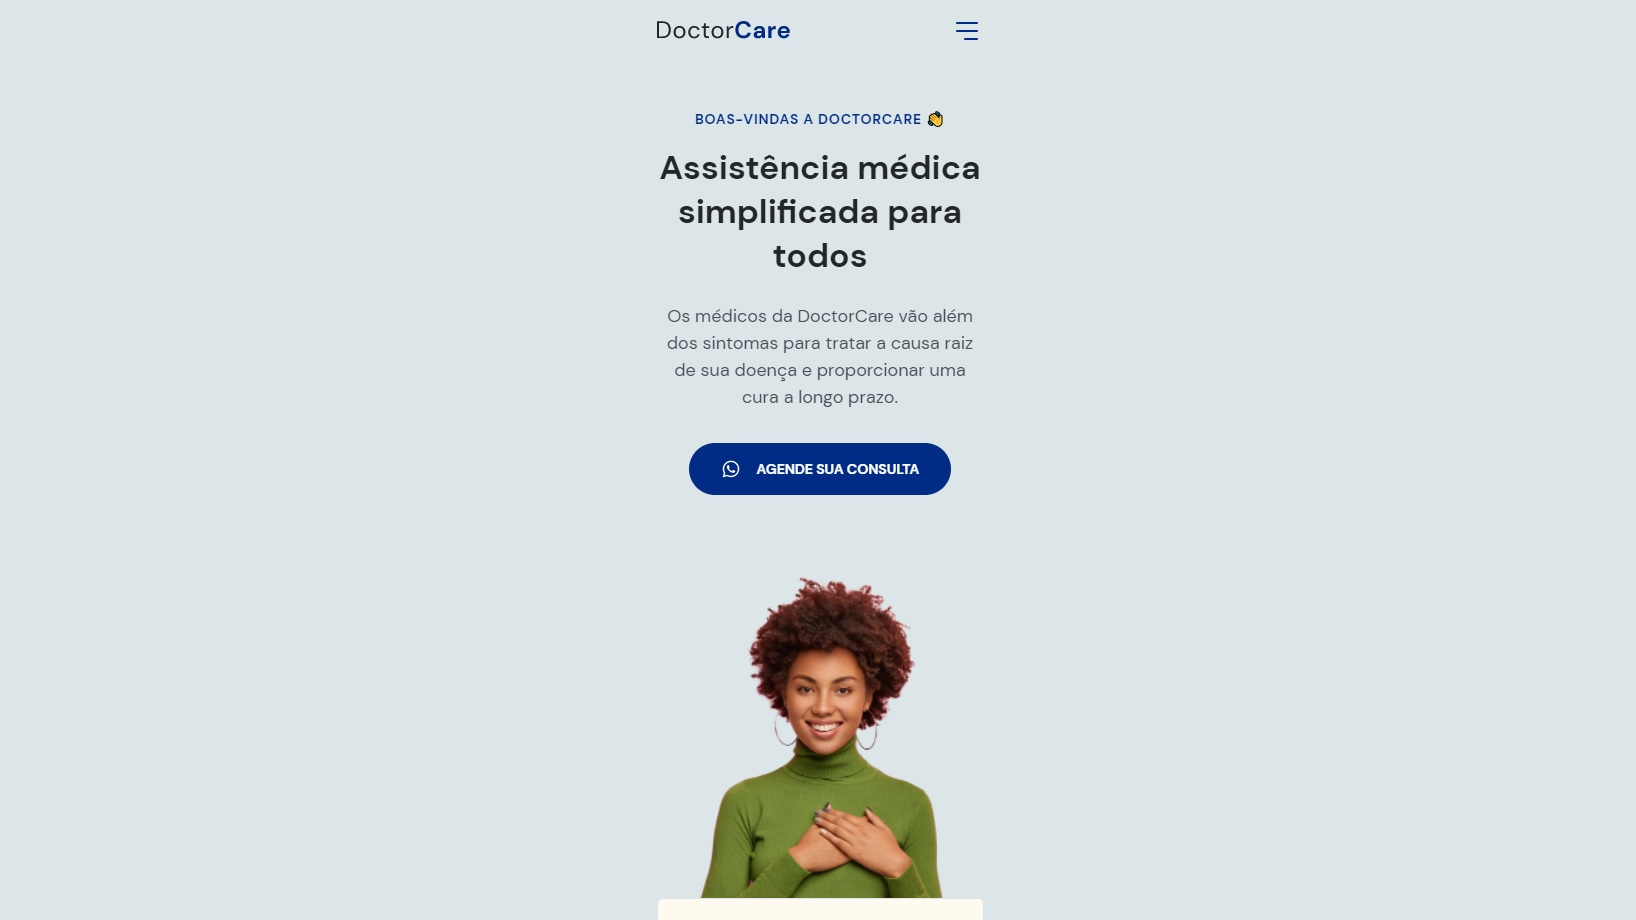 DoctorCare
BOAS-VINDAS A DOCTORCARE 👋
Assistência médica
simplificada para
todos
Os médicos da DoctorCare vão além
dos sintomas para tratar a causa raiz
de sua doença e proporcionar uma
cura a longo prazo.
AGENDE SUA CONSULTA